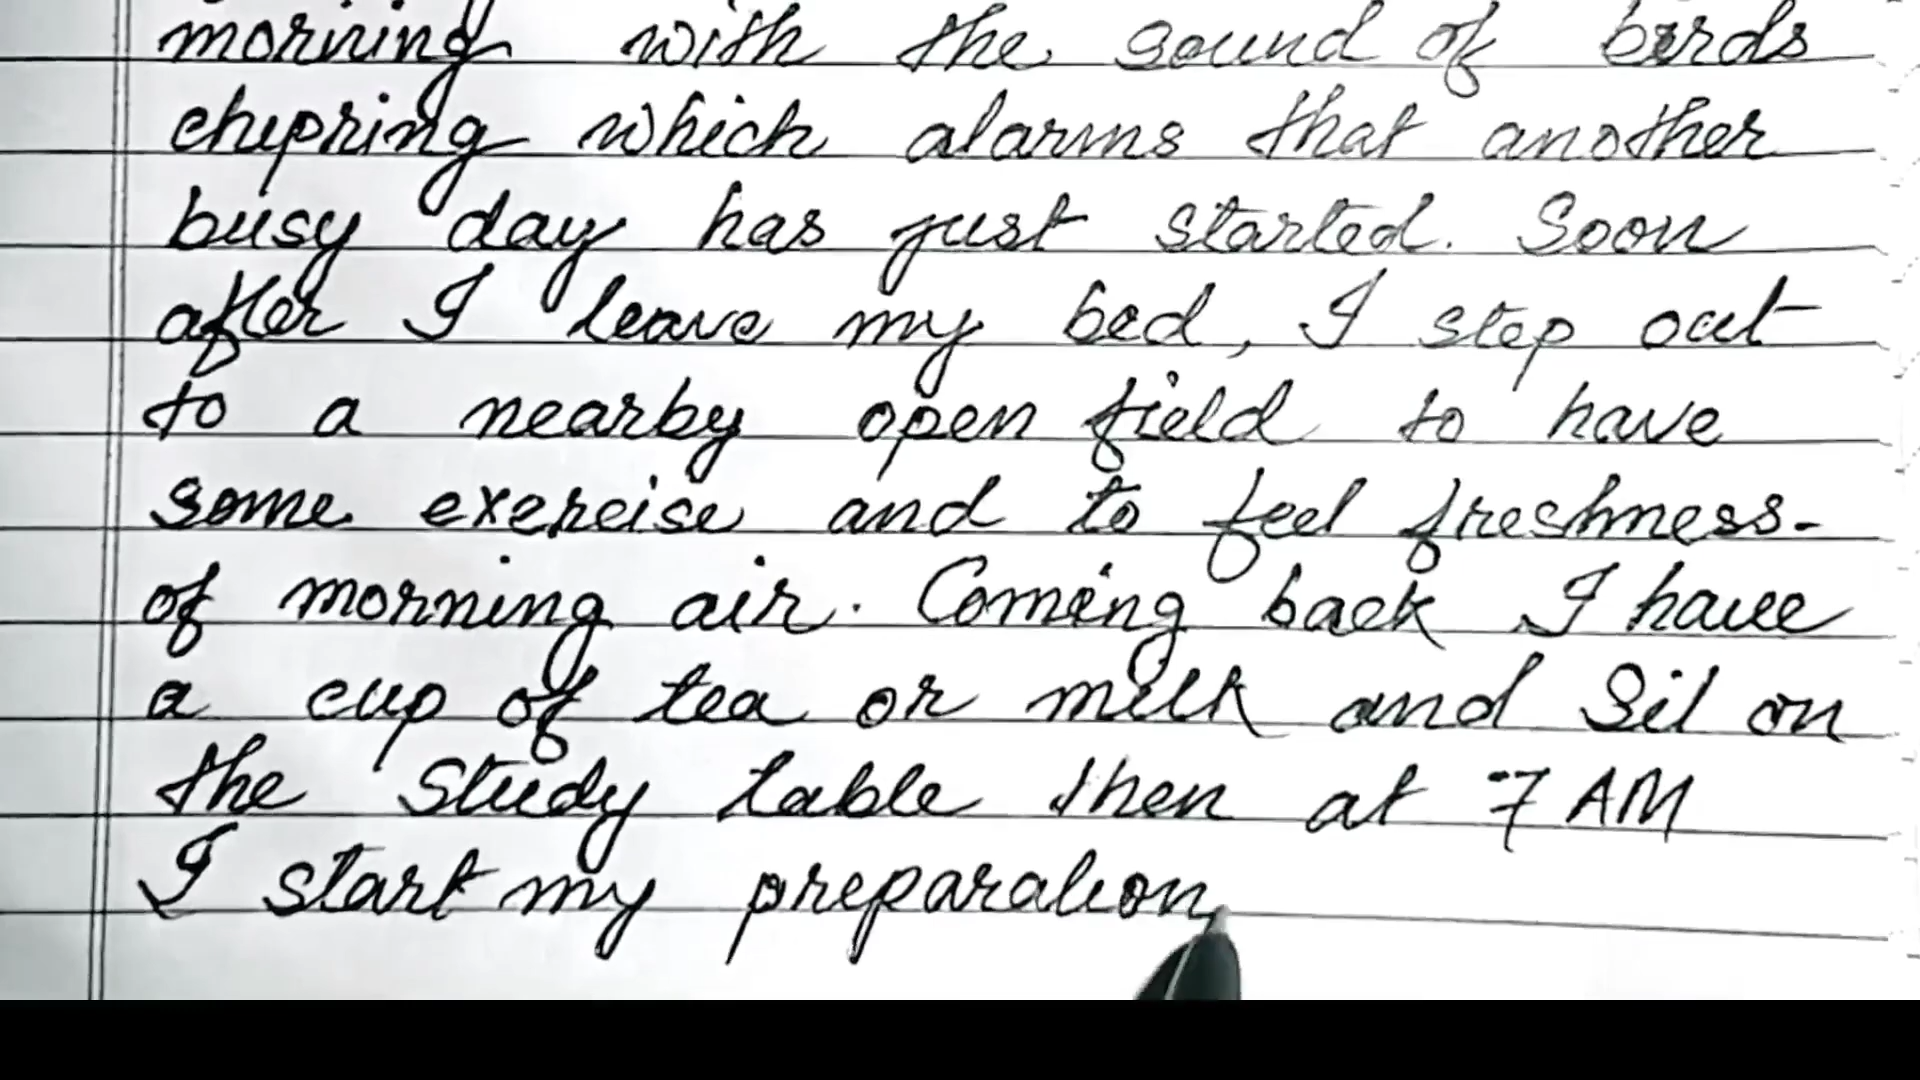 morning with the sound of birds
chepring which alarms that another
busy day has just started. Soon
after I leave my bed, I step out
to a nearby open field to have
some exercise and to feel freshness-
of morning air. Coming back I have
a cup of tea or milk and Sit on
the Study table then at 7 AM
I start my preparation